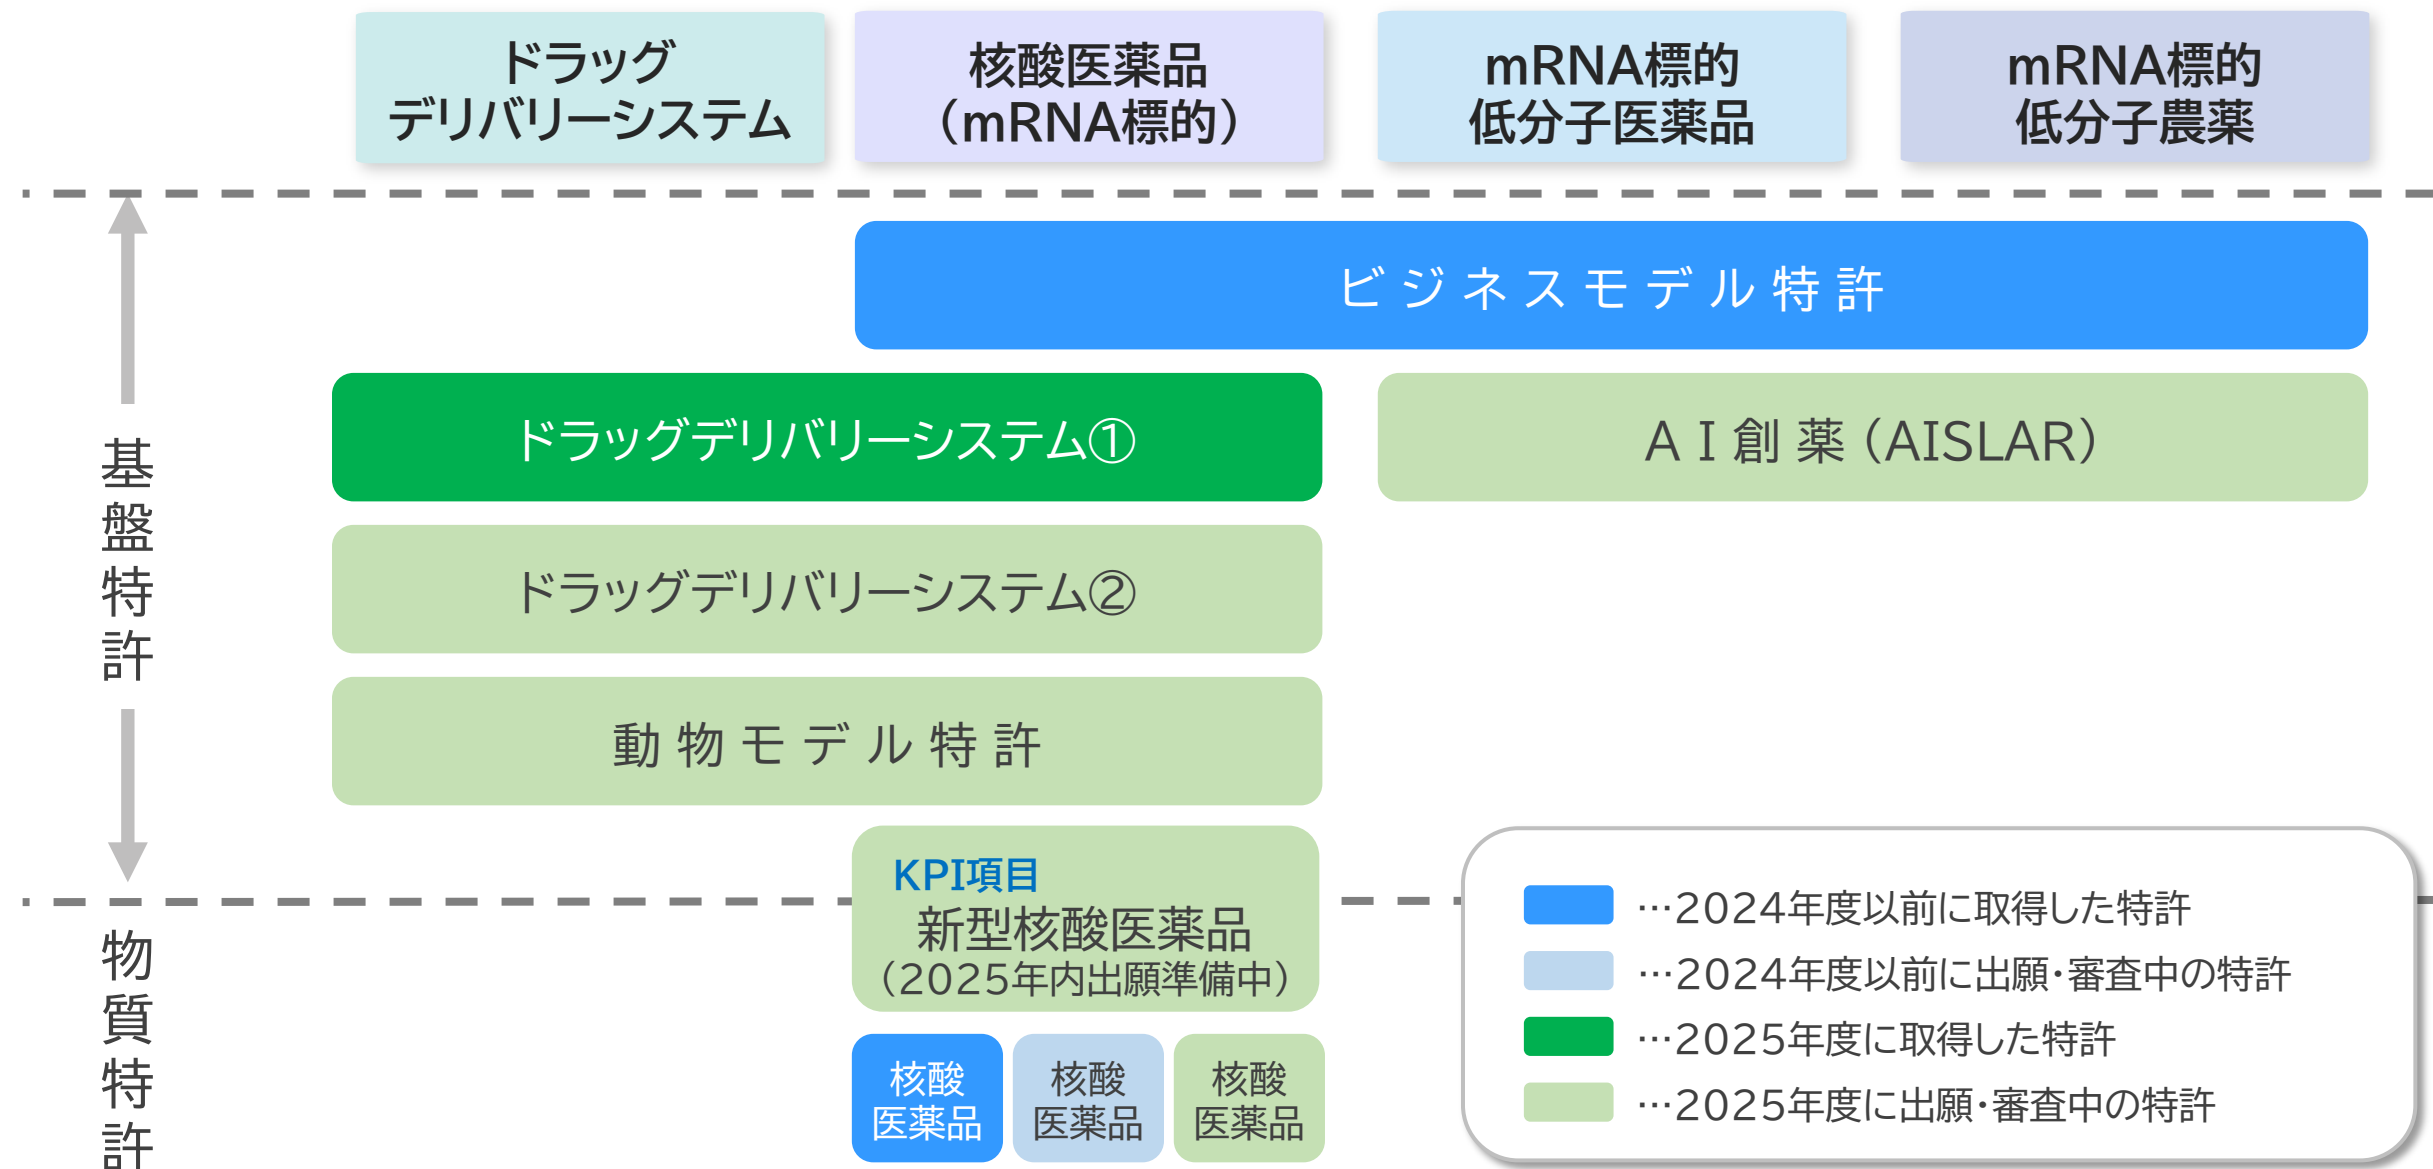 ドラッグ
デリバリーシステム
核酸医薬品
（mRNA標的）
mRNA標的
低分子医薬品
mRNA標的
低分子農薬
基盤特許
ビジネスモデル特許
ドラッグデリバリーシステム①
AI創薬（AISLAR）
ドラッグデリバリーシステム②
動物モデル特許
KPI項目
新型核酸医薬品
（2025年内出願準備中）
物質特許
核酸
医薬品
核酸
医薬品
核酸
医薬品
…2024年度以前に取得した特許
…2024年度以前に出願・審査中の特許
…2025年度に取得した特許
…2025年度に出願・審査中の特許